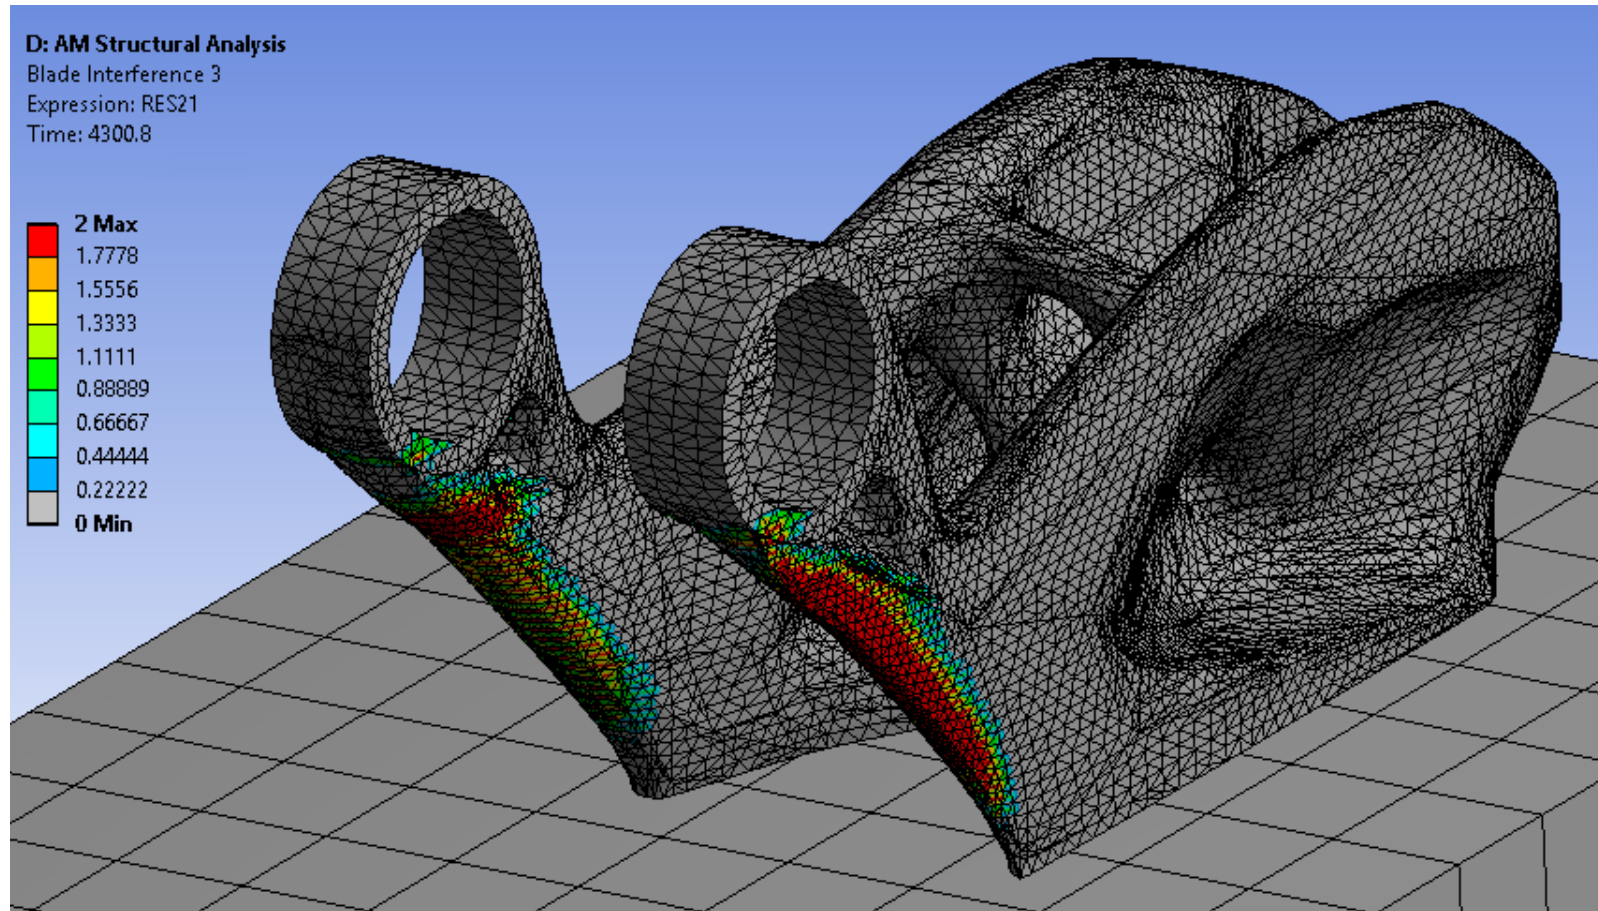 D: AM Structural Analysis
Blade Interference 3
Expression: RES21
Time: 4300.8
2 Max
1.7778
1.5556
1.3333
1.1111
0.88889
0.66667
0.44444
0.22222
0 Min